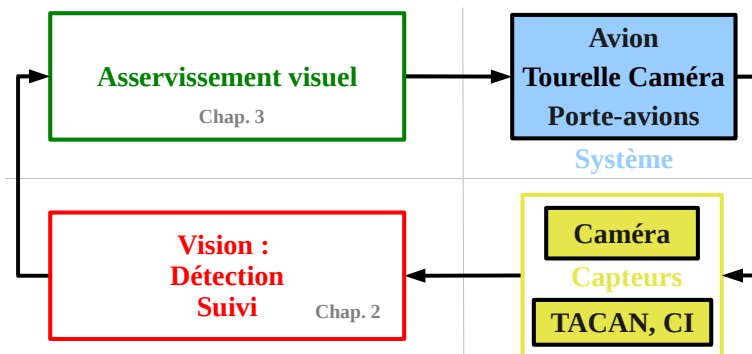 Asservissement visuel
Chap. 3
Avion
Tourelle Caméra
Porte-avions
Système
Vision :
Détection
Suivi
Chap. 2
Caméra
Capteurs
TACAN, CI